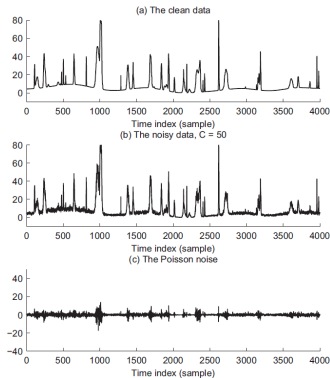 (a) The clean data
80
60
40
20
0
0 500 1000 1500 2000 2500 3000 3500 4000
Time index (sample)
(b) The noisy data, C = 50
80
60
40
20
0
0 500 1000 1500 2000 2500 3000 3500 4000
Time index (sample)
(c) The Poisson noise
40
20
0
−20
−40
0 500 1000 1500 2000 2500 3000 3500 4000
Time index (sample)